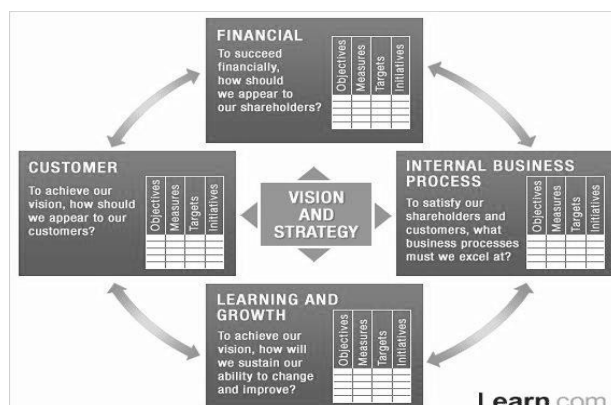 FINANCIAL
To succeed
financially,
how should
we appear to
our shareholders?
Objectives
Measures
Targets
Initiatives
CUSTOMER
To achieve our
vision, how should
we appear to our
customers?
Objectives
Measures
Targets
Initiatives
VISION
AND
STRATEGY
INTERNAL BUSINESS
PROCESS
To satisfy our
shareholders and
customers, what
business processes
must we excel at?
Objectives
Measures
Targets
Initiatives
LEARNING AND
GROWTH
To achieve our
vision, how will
we sustain our
ability to change
and improve?
Objectives
Measures
Targets
Initiatives
Learn.com